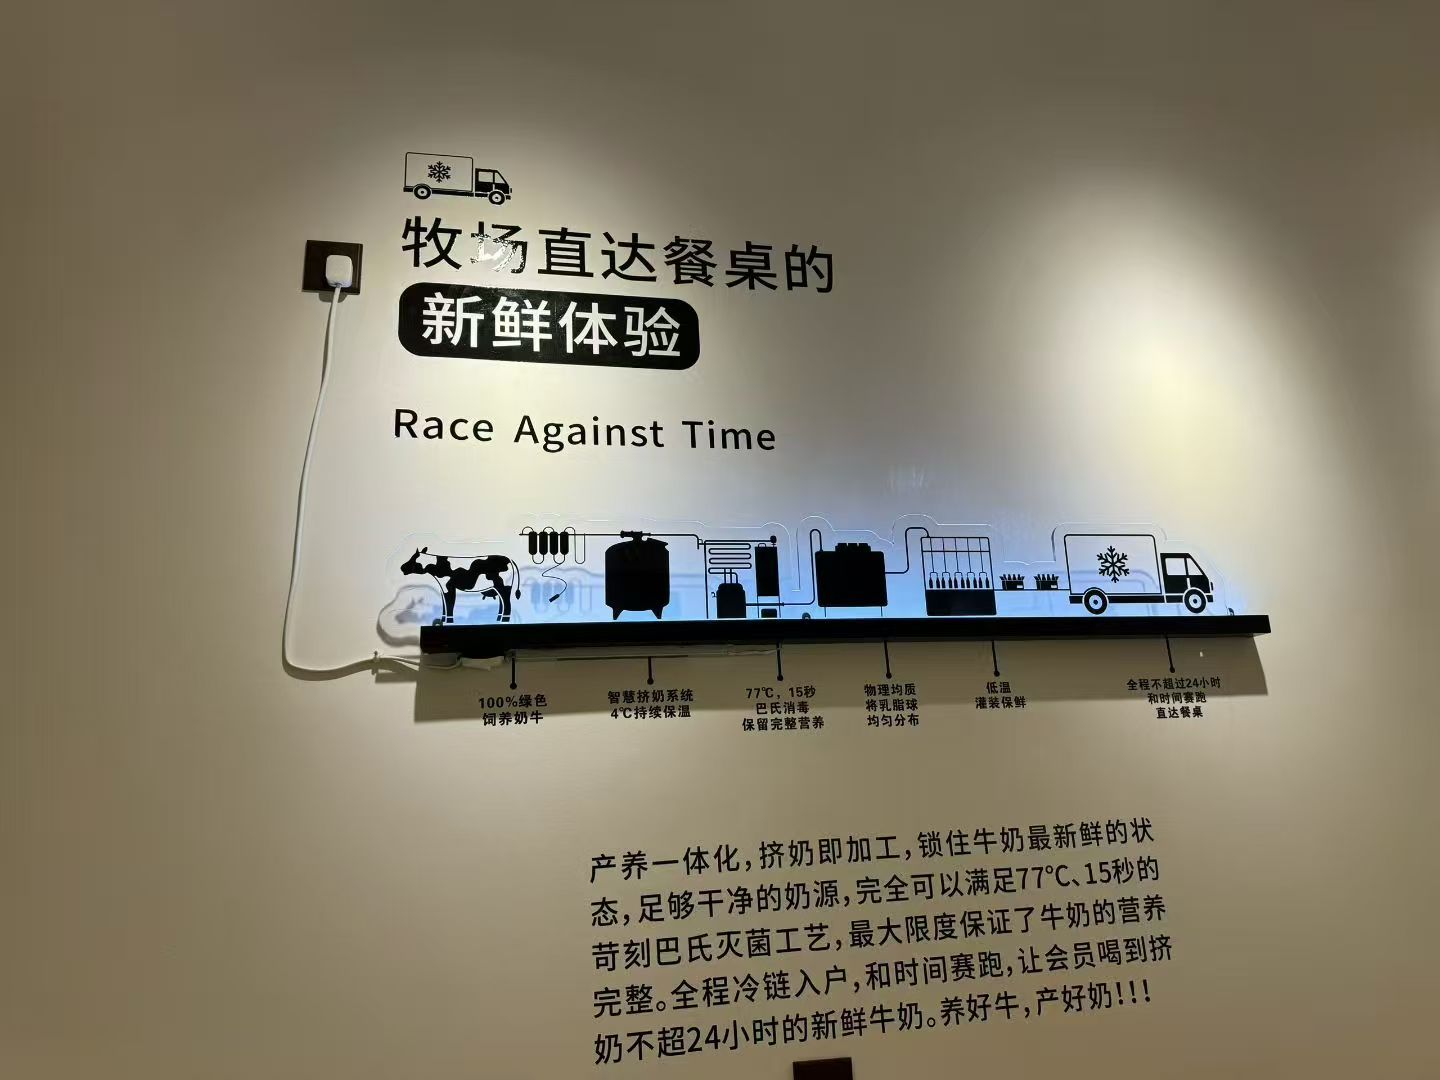 牧场直达餐桌的
新鲜体验
Race Against Time
100%绿色
饲养奶牛
智慧挤奶系统
4℃持续保温
77℃，15秒
巴氏消毒
保留完整营养
物理均质
将乳脂球
均匀分布
低温
灌装保鲜
全程不超过24小时
和时间赛跑
直达餐桌
产养一体化，挤奶即加工，锁住牛奶最新鲜的状
态，足够干净的奶源，完全可以满足77℃、15秒的
苛刻巴氏灭菌工艺，最大限度保证了牛奶的营养
完整。全程冷链入户，和时间赛跑，让会员喝到挤
奶不超24小时的新鲜牛奶。养好牛，产好奶!!!